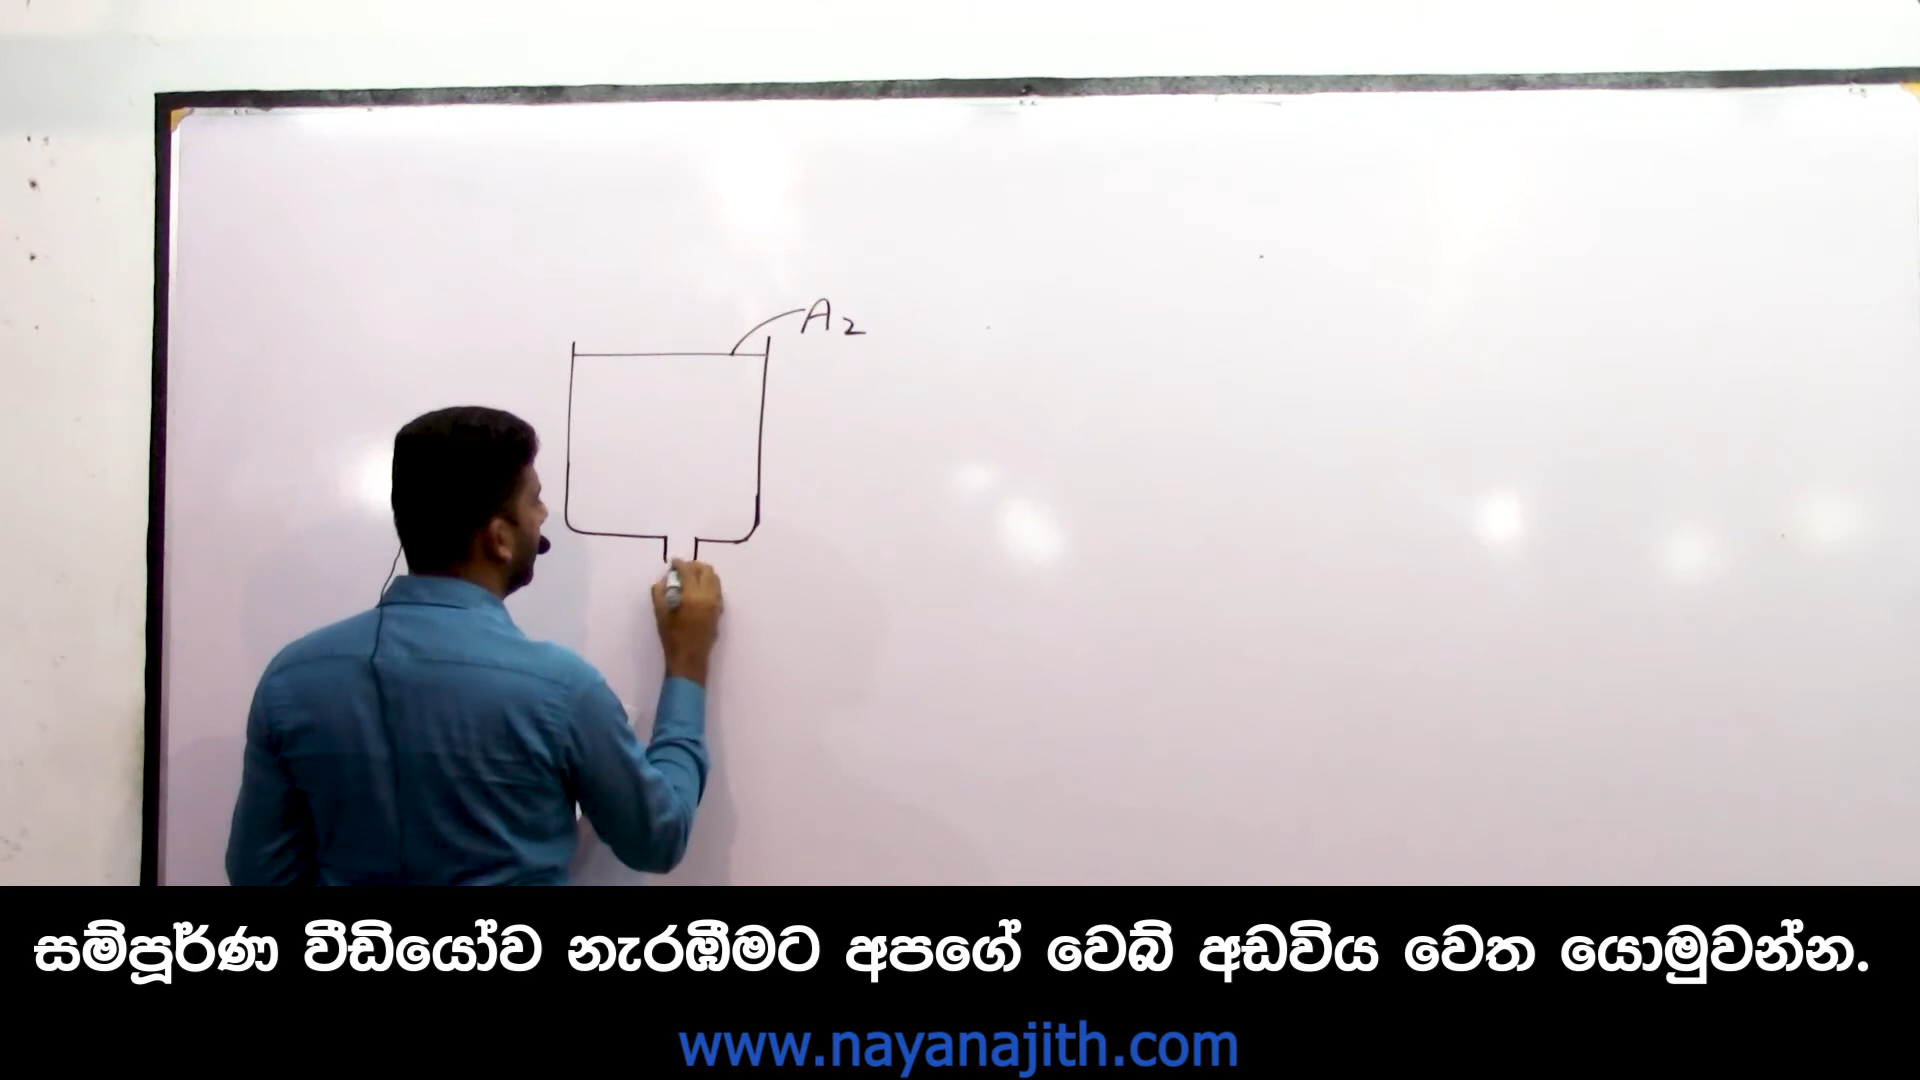 A2
සම්පූර්ණ වීඩියෝව නැරඹීමට අපගේ වෙබ් අඩවිය වෙත යොමුවන්න.
www.nayanajith.com